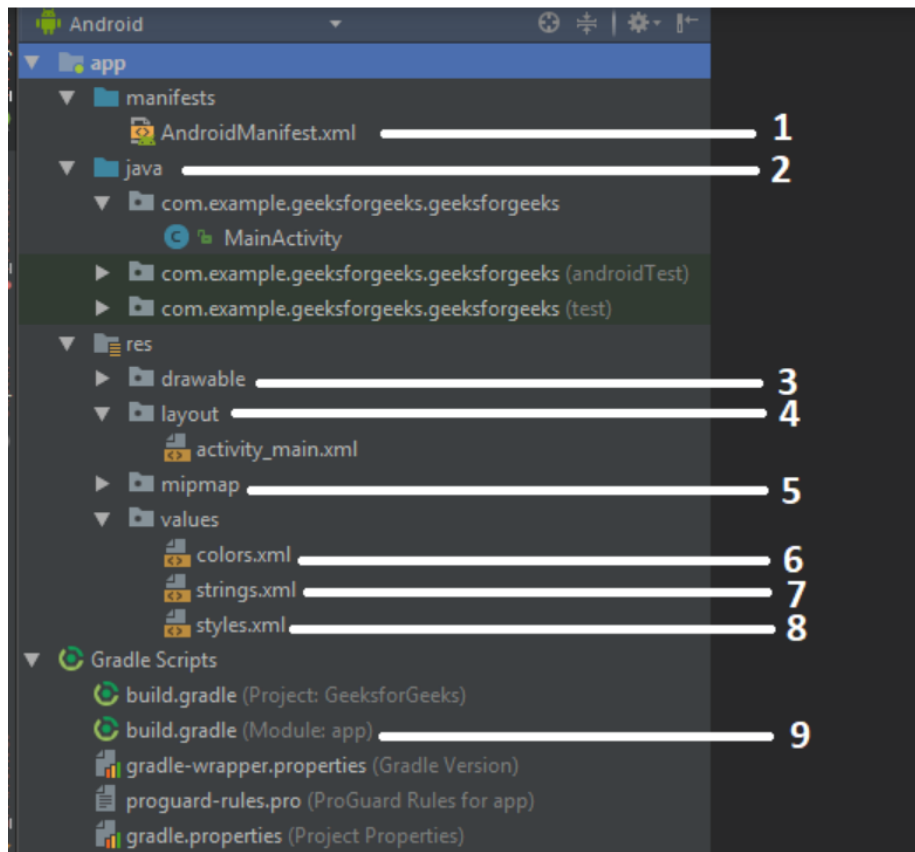 Android
app
manifests
AndroidManifest.xml 1
java 2
com.example.geeksforgeeks.geeksforgeeks
MainActivity
com.example.geeksforgeeks.geeksforgeeks (androidTest)
com.example.geeksforgeeks.geeksforgeeks (test)
res
drawable 3
layout 4
activity_main.xml
mipmap 5
values
colors.xml 6
strings.xml 7
styles.xml 8
Gradle Scripts
build.gradle (Project: GeeksforGeeks)
build.gradle (Module: app) 9
gradle-wrapper.properties (Gradle Version)
proguard-rules.pro (ProGuard Rules for app)
gradle.properties (Project Properties)